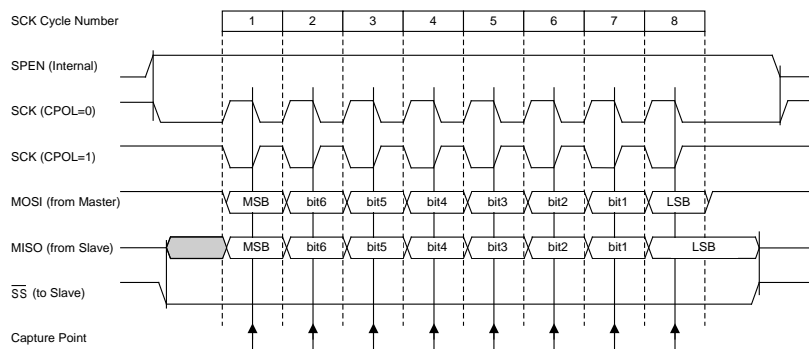 SCK Cycle Number 1 2 3 4 5 6 7 8
SPEN (Internal)
SCK (CPOL=0)
SCK (CPOL=1)
MOSI (from Master) MSB bit6 bit5 bit4 bit3 bit2 bit1 LSB
MISO (from Slave) MSB bit6 bit5 bit4 bit3 bit2 bit1 LSB
SS (to Slave)
Capture Point